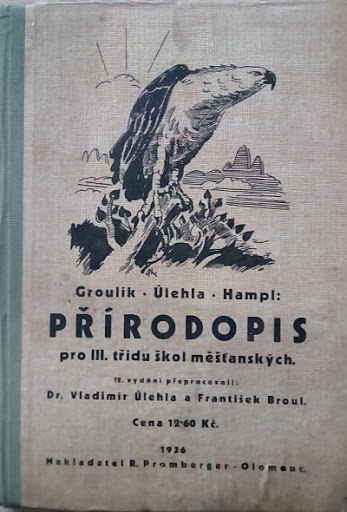 Groulík · Úlehla · Hampl:
PŘÍRODOPIS
pro III. třídu škol měšťanských.
12. vydání přepracovali:
Dr. Vladimír Úlehla a František Broul.
Cena 12·60 Kč.
1936
Nakladatel R. Promberger · Olomouc.